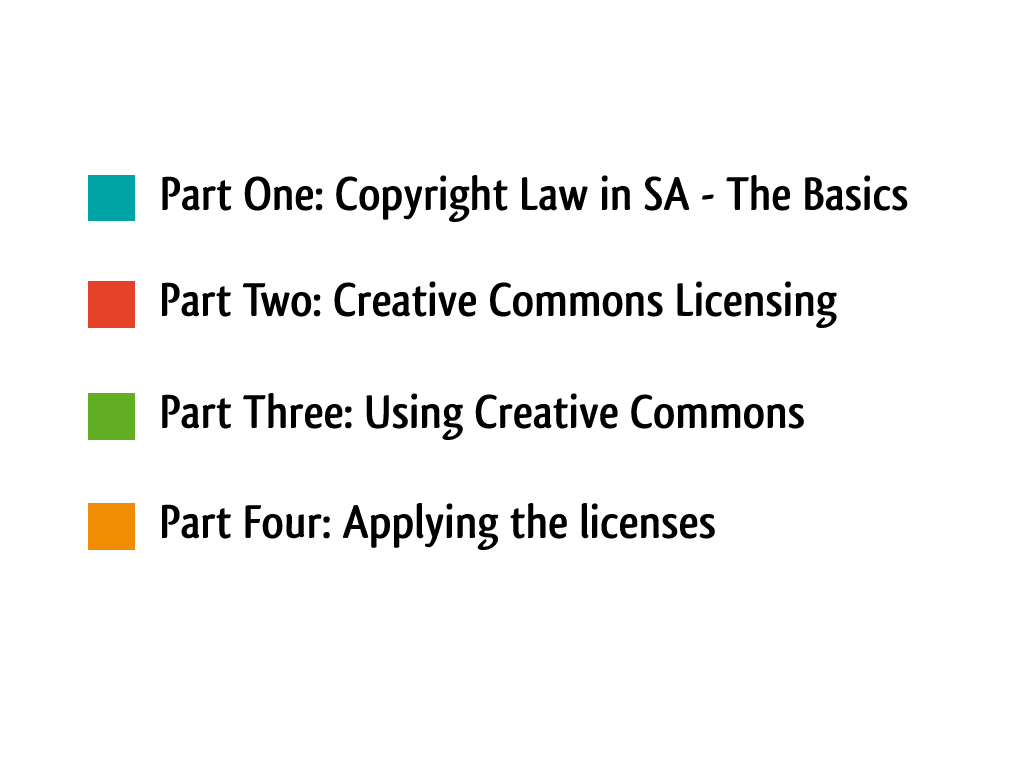 Part One: Copyright Law in SA - The Basics
Part Two: Creative Commons Licensing
Part Three: Using Creative Commons
Part Four: Applying the licenses